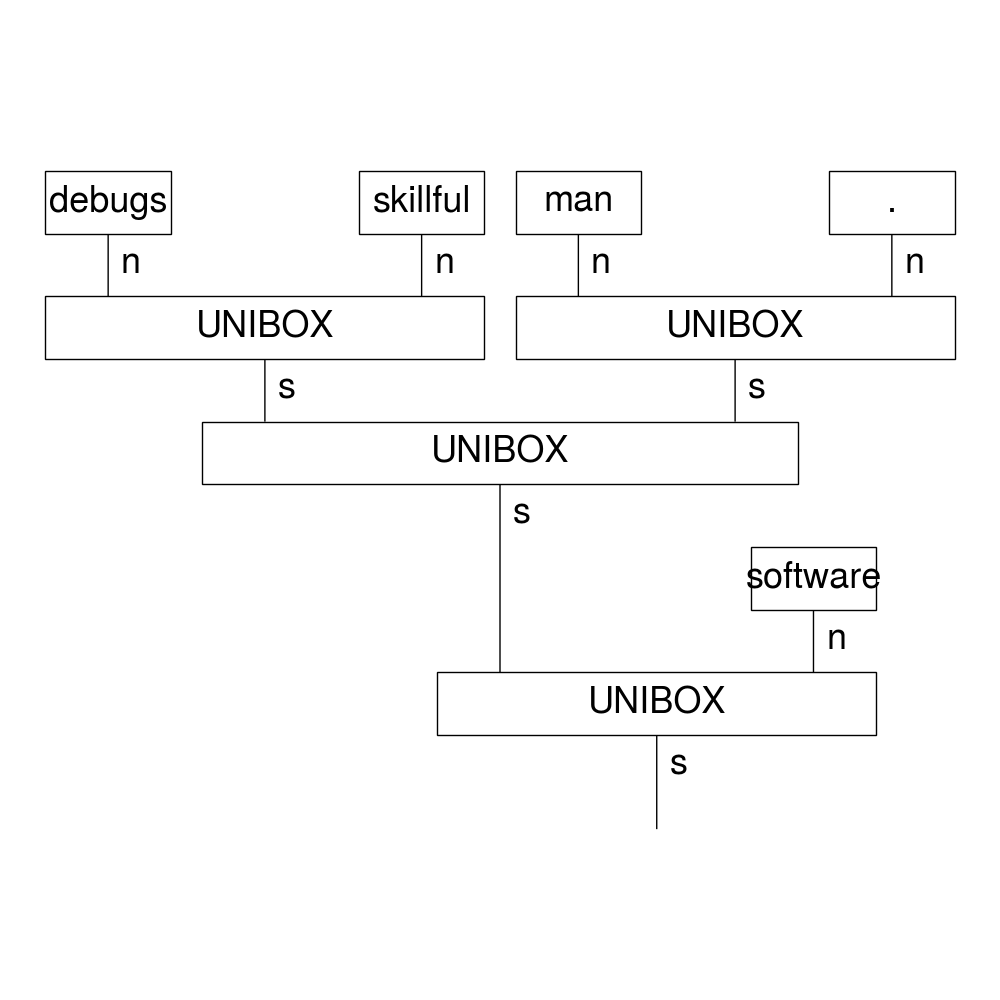 debugs skillful man .
n n n n
UNIBOX UNIBOX
s s
UNIBOX
s
software
n
UNIBOX
s